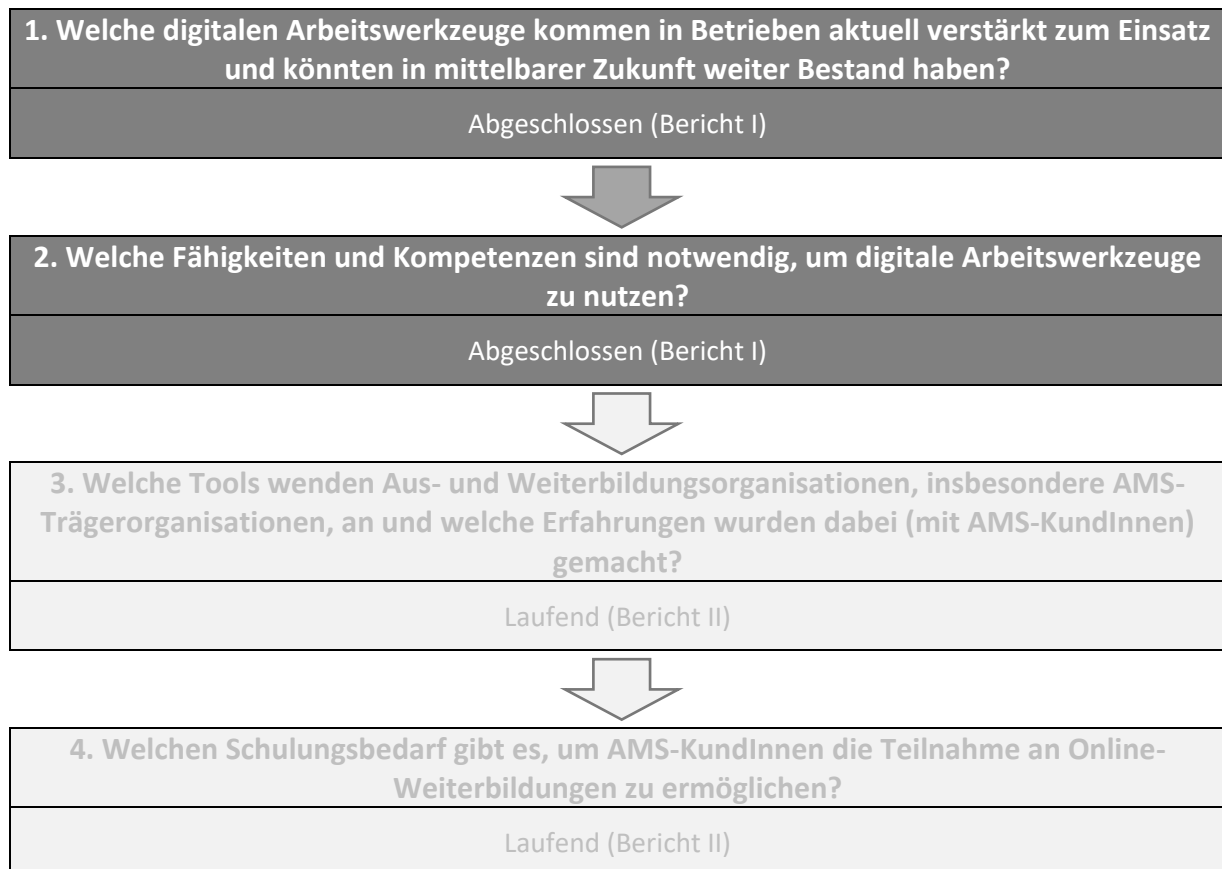 1. Welche digitalen Arbeitswerkzeuge kommen in Betrieben aktuell verstärkt zum Einsatz
und könnten in mittelbarer Zukunft weiter Bestand haben?
Abgeschlossen (Bericht I)
2. Welche Fähigkeiten und Kompetenzen sind notwendig, um digitale Arbeitswerkzeuge
zu nutzen?
Abgeschlossen (Bericht I)
3. Welche Tools wenden Aus- und Weiterbildungsorganisationen, insbesondere AMS-
Trägerorganisationen, an und welche Erfahrungen wurden dabei (mit AMS-KundInnen)
gemacht?
Laufend (Bericht II)
4. Welchen Schulungsbedarf gibt es, um AMS-KundInnen die Teilnahme an Online-
Weiterbildungen zu ermöglichen?
Laufend (Bericht II)